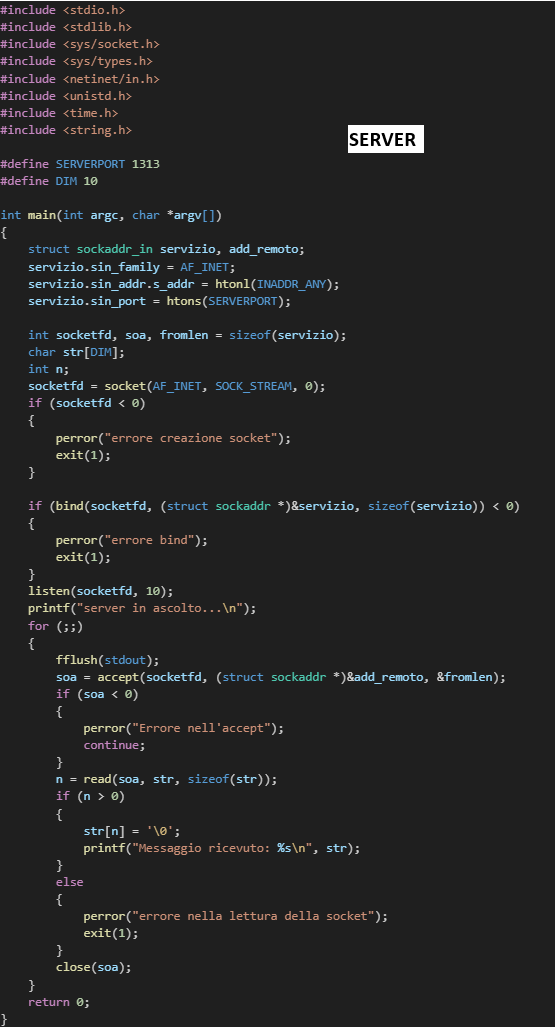 #include <stdio.h>
#include <stdlib.h>
#include <sys/socket.h>
#include <sys/types.h>
#include <netinet/in.h>
#include <unistd.h>
#include <time.h>
#include <string.h>
SERVER
#define SERVERPORT 1313
#define DIM 10
int main(int argc, char *argv[])
{
    struct sockaddr_in servizio, add_remoto;
    servizio.sin_family = AF_INET;
    servizio.sin_addr.s_addr = htonl(INADDR_ANY);
    servizio.sin_port = htons(SERVERPORT);
    int socketfd, soa, fromlen = sizeof(servizio);
    char str[DIM];
    int n;
    socketfd = socket(AF_INET, SOCK_STREAM, 0);
    if (socketfd < 0)
    {
        perror("errore creazione socket");
        exit(1);
    }
    if (bind(socketfd, (struct sockaddr *)&servizio, sizeof(servizio)) < 0)
    {
        perror("errore bind");
        exit(1);
    }
    listen(socketfd, 10);
    printf("server in ascolto...\n");
    for (;;)
    {
        fflush(stdout);
        soa = accept(socketfd, (struct sockaddr *)&add_remoto, &fromlen);
        if (soa < 0)
        {
            perror("Errore nell'accept");
            continue;
        }
        n = read(soa, str, sizeof(str));
        if (n > 0)
        {
            str[n] = '\0';
            printf("Messaggio ricevuto: %s\n", str);
        }
        else
        {
            perror("errore nella lettura della socket");
            exit(1);
        }
        close(soa);
    }
    return 0;
}